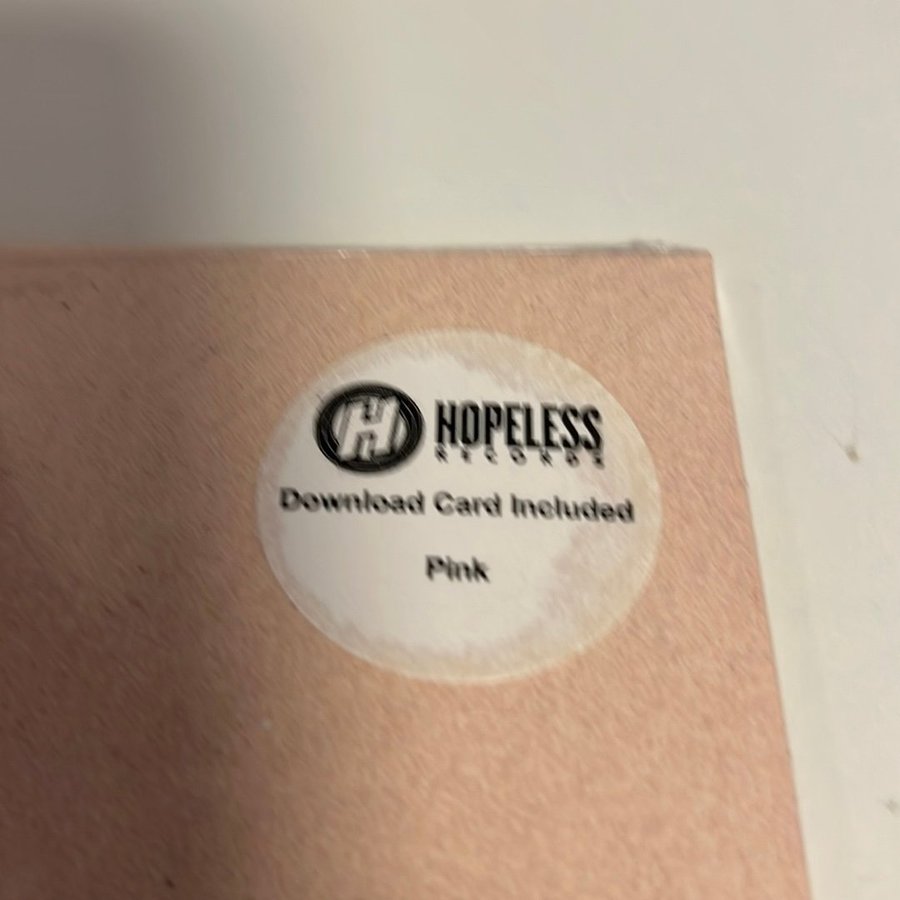 H HOPELESS
RECORDS
Download Card Included
Pink